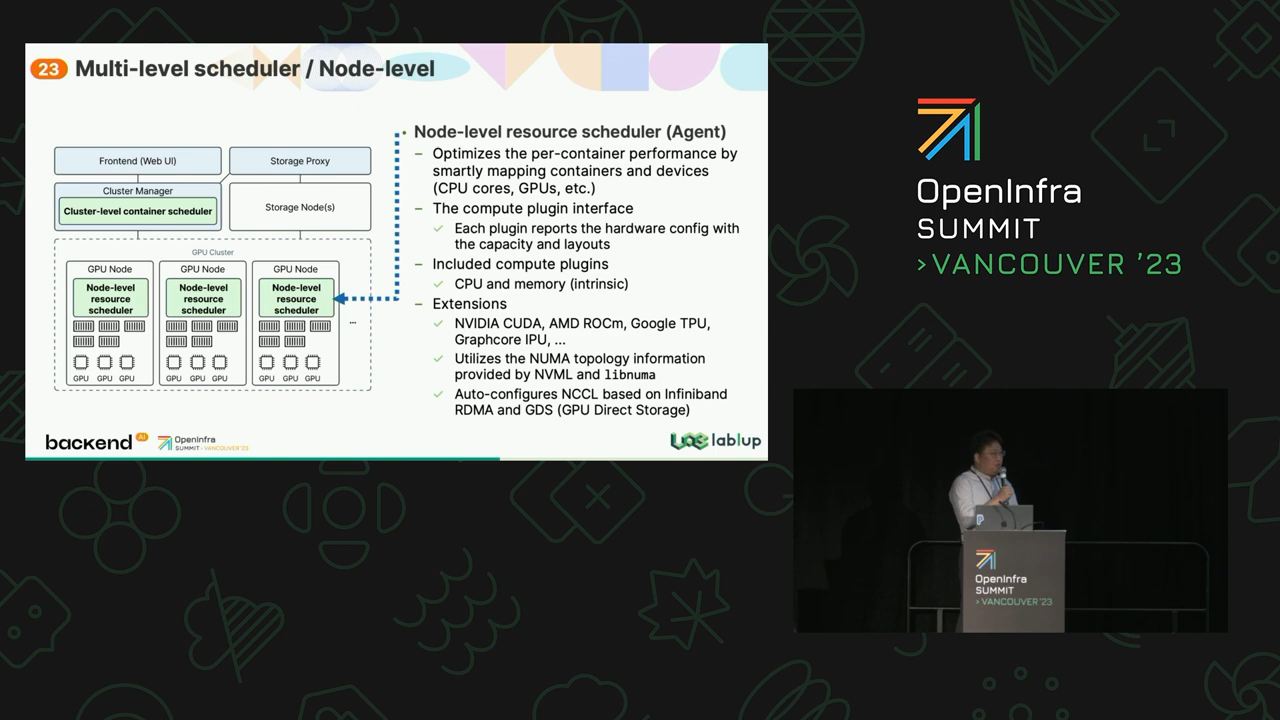 23 Multi-level scheduler / Node-level
Frontend (Web UI)
Storage Proxy
Cluster Manager
Cluster-level container scheduler
Storage Node(s)
GPU Cluster
GPU Node
Node-level
resource
scheduler
GPU GPU GPU
GPU Node
Node-level
resource
scheduler
GPU GPU GPU
GPU Node
Node-level
resource
scheduler
GPU GPU GPU
...
• Node-level resource scheduler (Agent)
– Optimizes the per-container performance by
smartly mapping containers and devices
(CPU cores, GPUs, etc.)
– The compute plugin interface
✓ Each plugin reports the hardware config with
the capacity and layouts
– Included compute plugins
✓ CPU and memory (intrinsic)
– Extensions
✓ NVIDIA CUDA, AMD ROCm, Google TPU,
Graphcore IPU, ...
✓ Utilizes the NUMA topology information
provided by NVML and libnuma
✓ Auto-configures NCCL based on Infiniband
RDMA and GDS (GPU Direct Storage)
backend AI
OpenInfra
SUMMIT › VANCOUVER '23
lablup
OpenInfra
SUMMIT
›VANCOUVER '23
OpenInfra
SUMMIT
› VANCOUVER '23